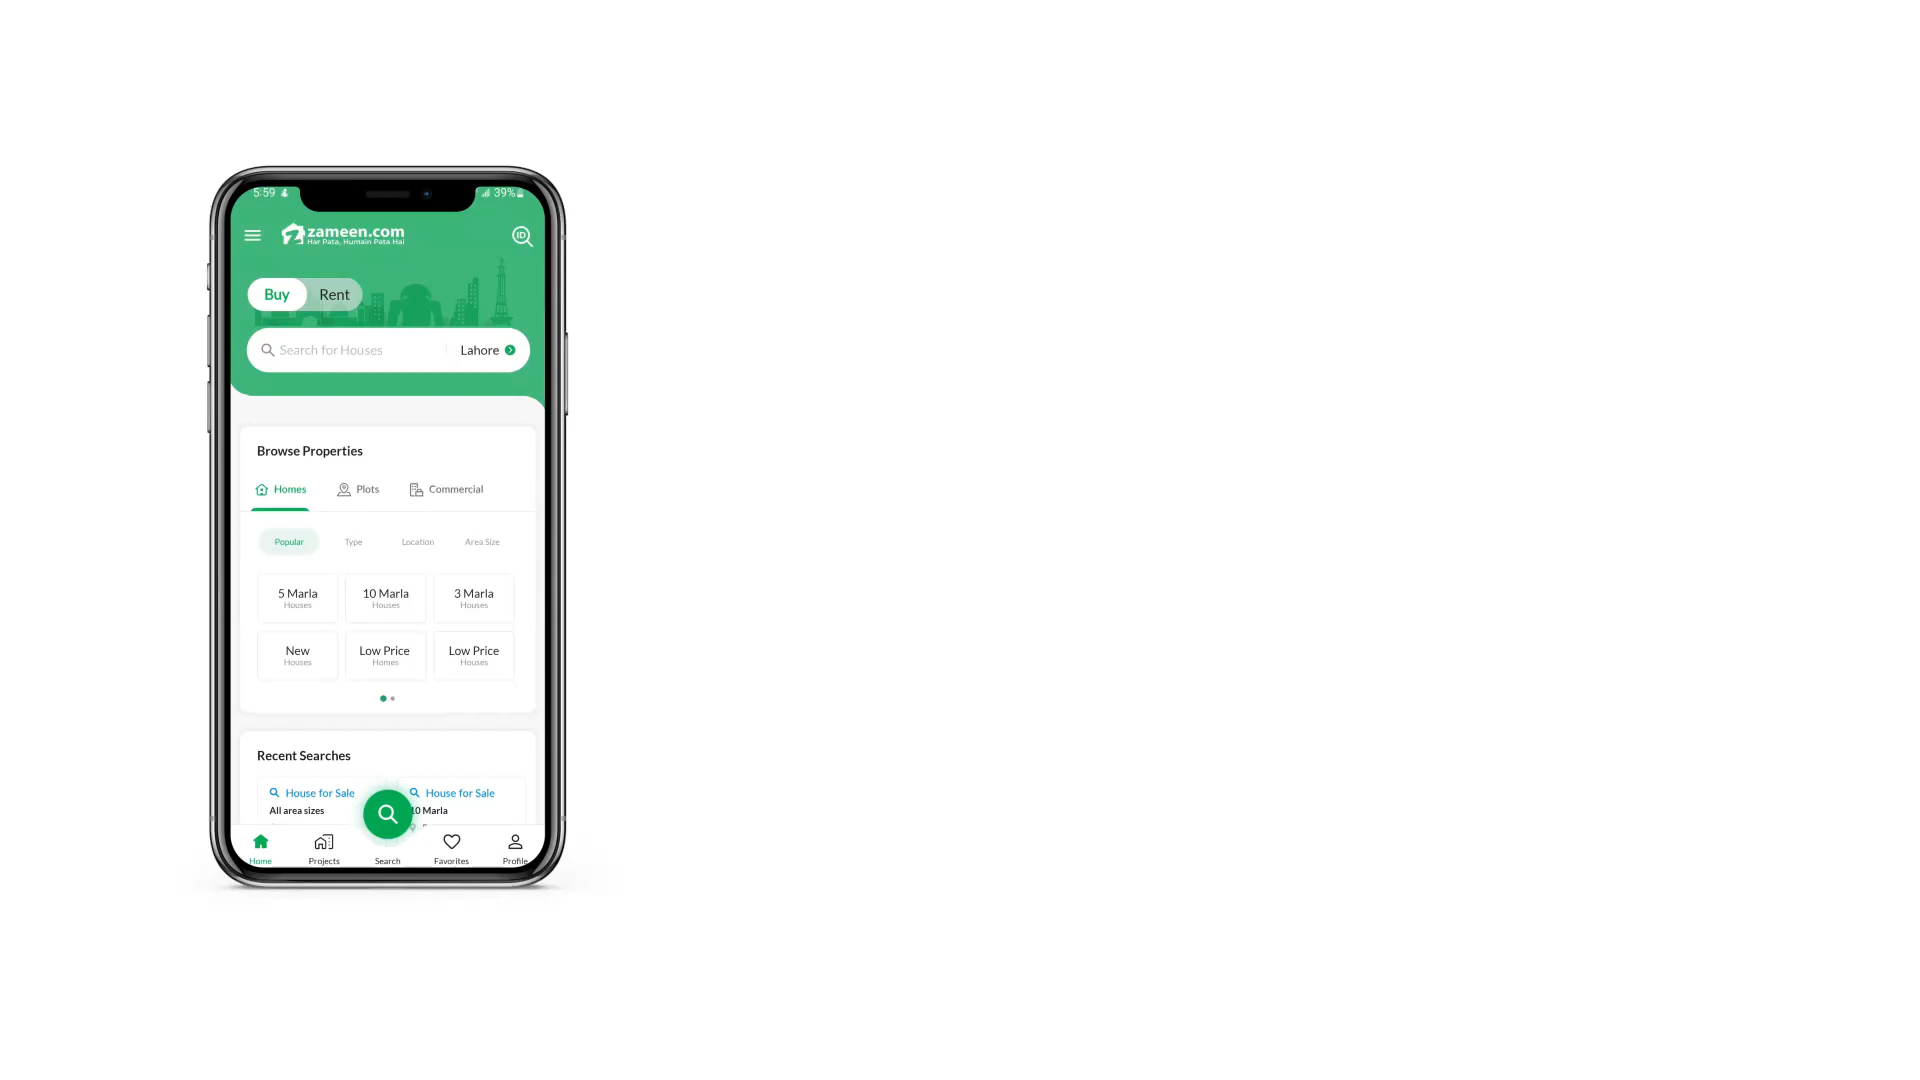 5:59
39%
zameen.com
Har Pata, Humain Pata Hai
ID
Buy Rent
Search for Houses Lahore
Browse Properties
Homes Plots Commercial
Popular Type Location Area Size
5 Marla 10 Marla 3 Marla
Houses Houses Houses
New Low Price Low Price
Houses Homes Houses
Recent Searches
House for Sale House for Sale
All area sizes 10 Marla
Home Projects Search Favorites Profile